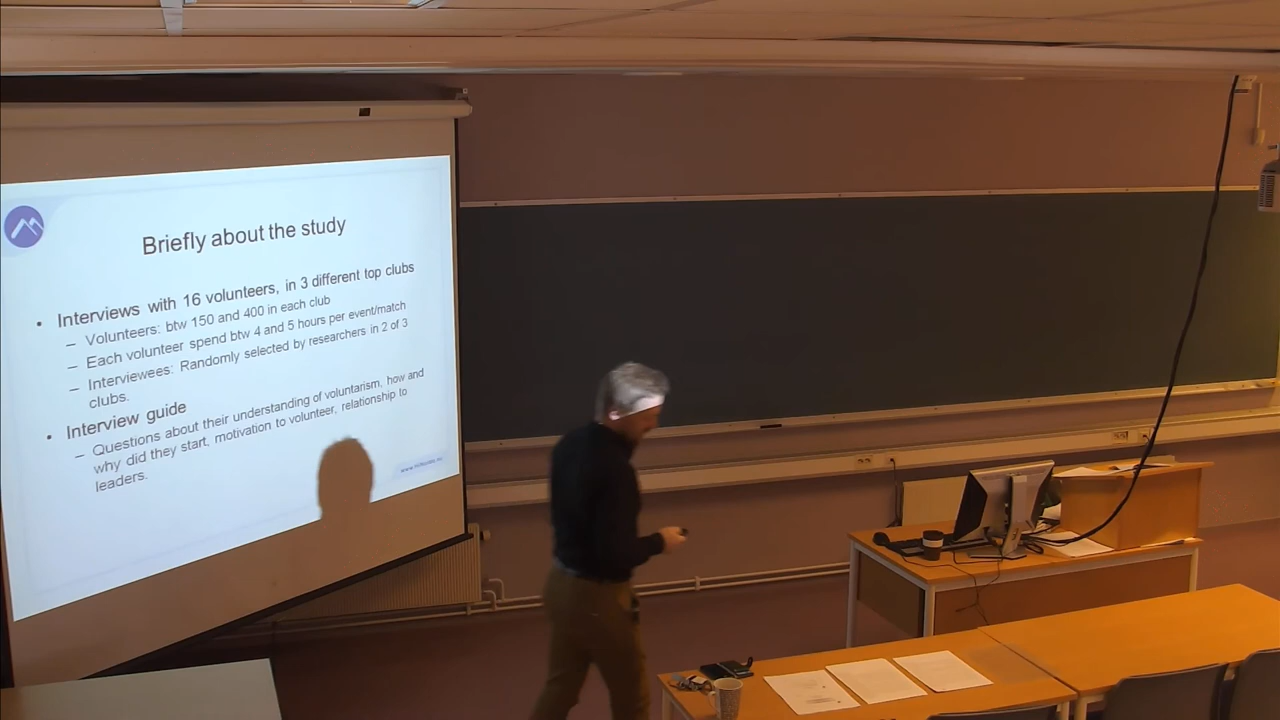 Briefly about the study
• Interviews with 16 volunteers, in 3 different top clubs
– Volunteers: btw 150 and 400 in each club
– Each volunteer spend btw 4 and 5 hours per event/match
– Interviewees: Randomly selected by researchers in 2 of 3
clubs.
• Interview guide
– Questions about their understanding of voluntarism, how and
why did they start, motivation to volunteer, relationship to
leaders.